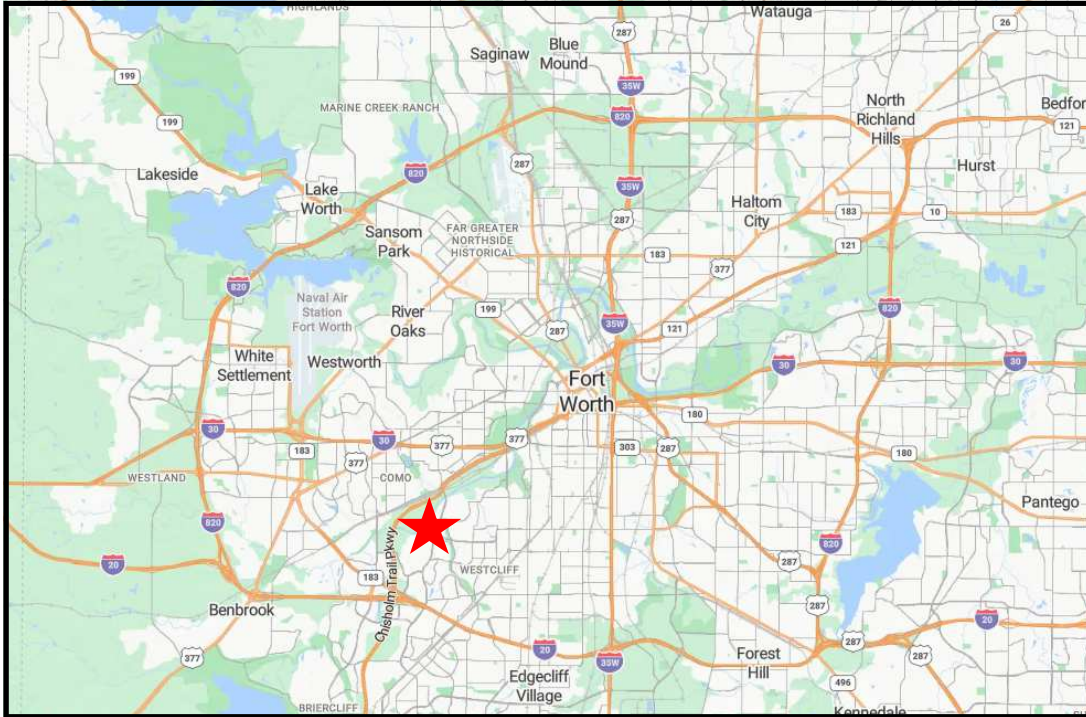 HIGHLANDS
Watauga
26
287
Blue
Mound
Saginaw
199
35W
MARINE CREEK RANCH
820
North
Richland
Hills
Bedfor
121
199
287
Hurst
Lakeside
820
35W
Lake
Worth
Haltom
City
183
10
287
Sansom
Park
FAR GREATER
NORTHSIDE
HISTORICAL
121
183
377
820
Naval Air
Station
Fort Worth
River
Oaks
199
820
35W
121
287
White
Settlement
Westworth
30
30
Fort
Worth
180
30
30
377
377
303
287
183
377
180
WESTLAND
COMO
Pantego
820
820
Chisholm Trail Pkwy
20
183
WESTCLIFF
287
Benbrook
287
20
287
287
377
20
35W
Forest
Hill
Edgecliff
Village
496
BRIERCLIFF
Kennedale